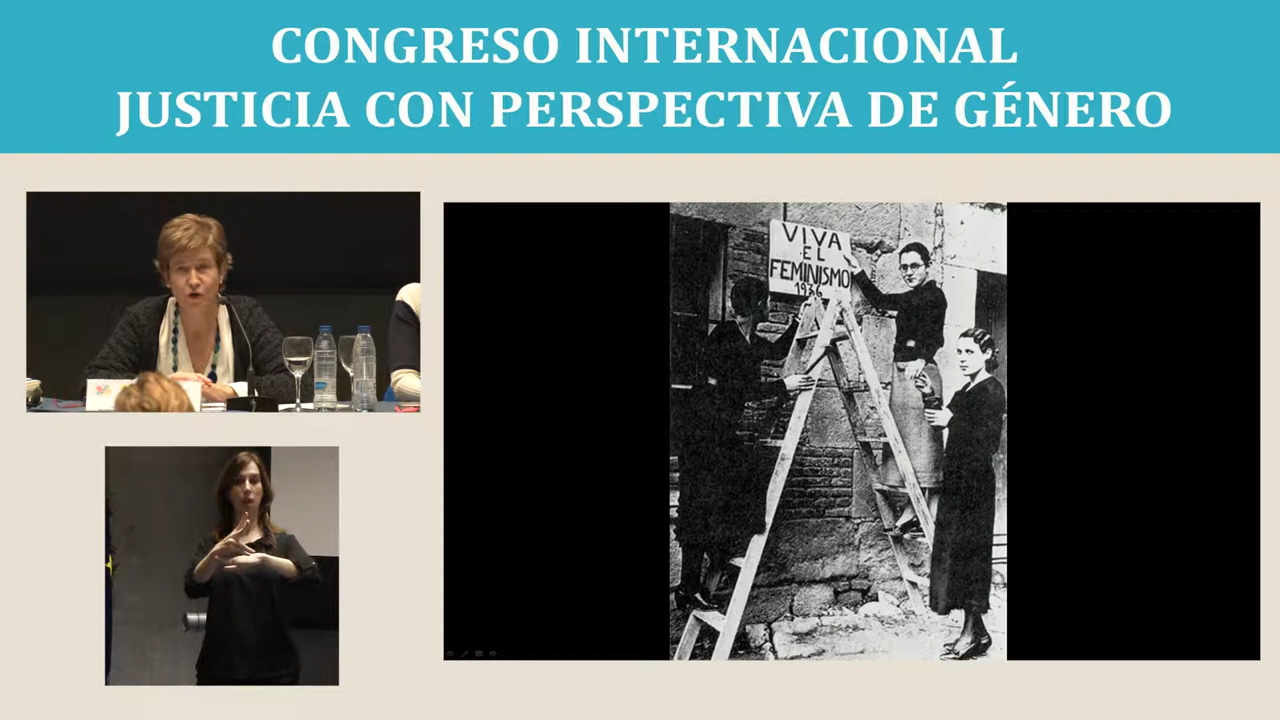 CONGRESO INTERNACIONAL
JUSTICIA CON PERSPECTIVA DE GÉNERO
VIVA
EL
FEMINISMO
1936